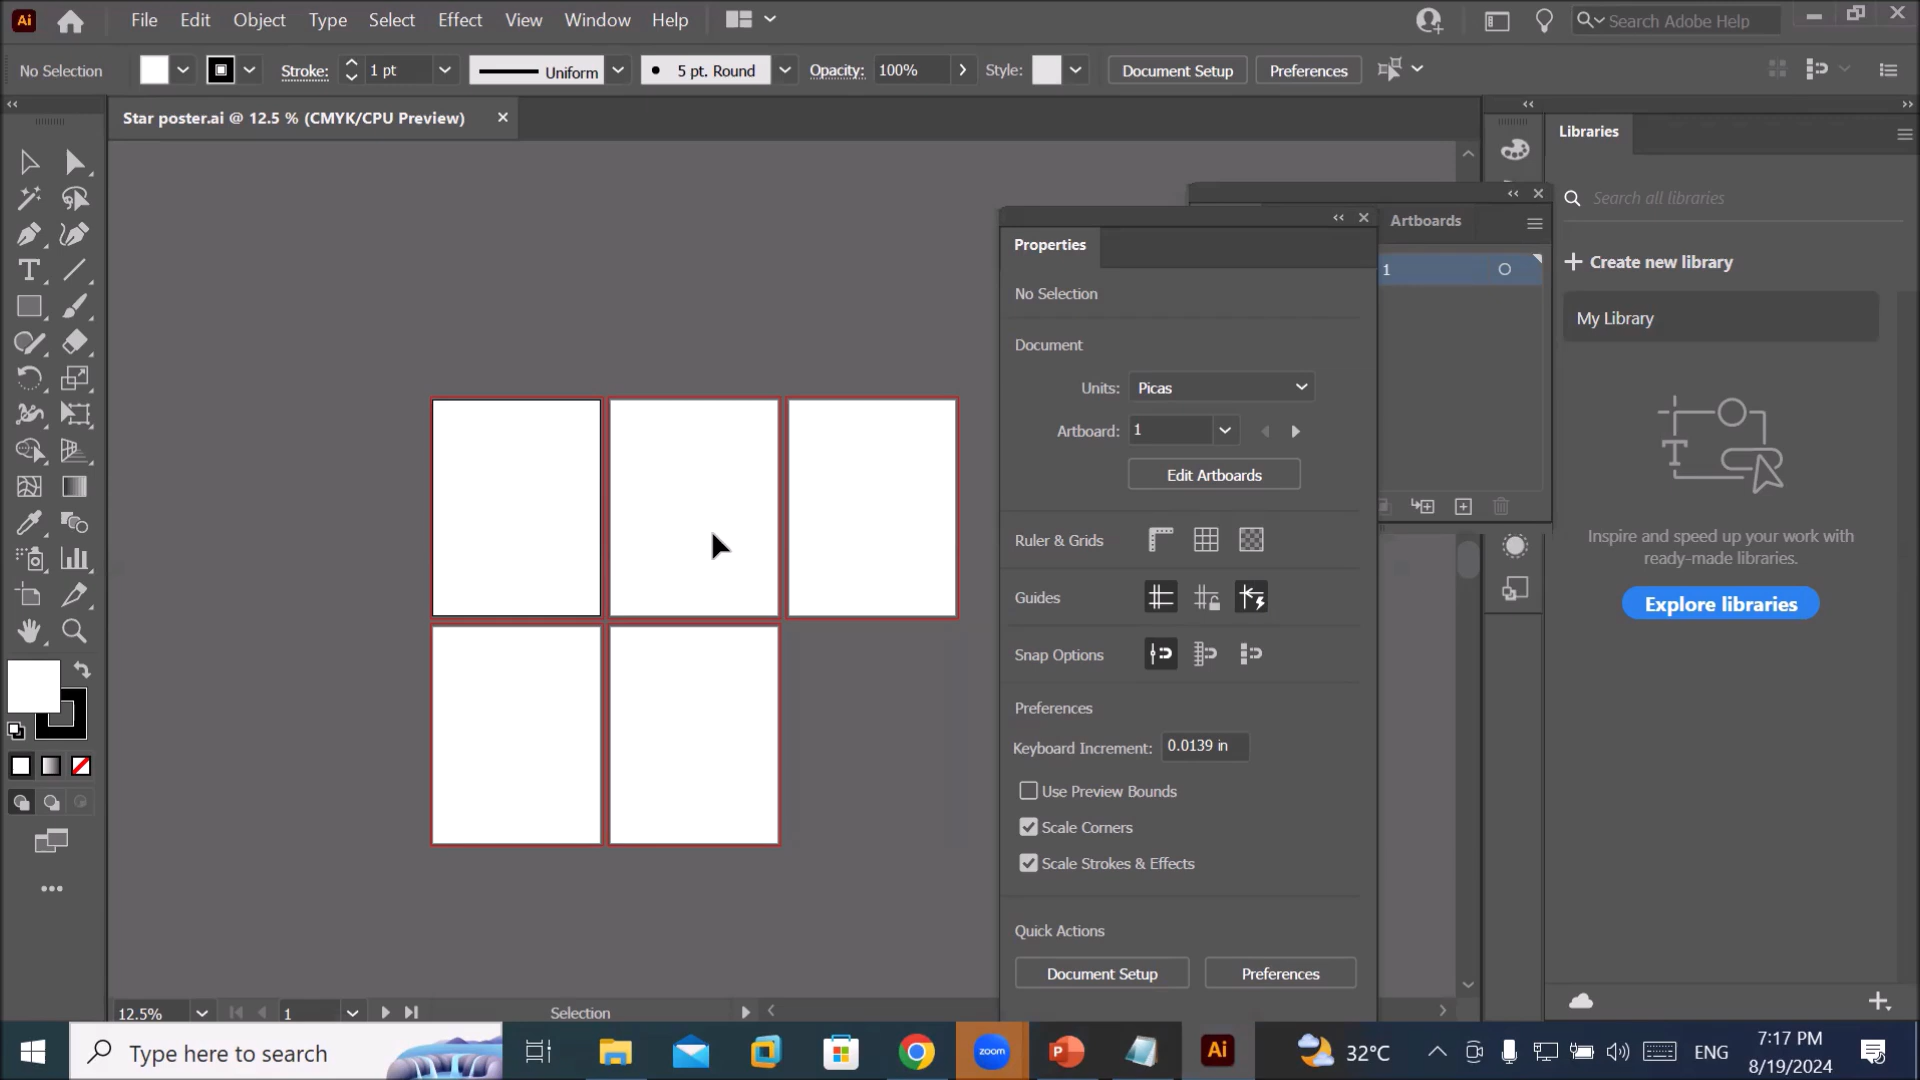 Ai File Edit Object Type Select Effect View Window Help Search Adobe Help
No Selection Stroke: 1 pt Uniform 5 pt. Round Opacity: 100% Style: Document Setup Preferences
Star poster.ai @ 12.5 % (CMYK/CPU Preview)
Libraries
Search all libraries
Create new library
My Library
Inspire and speed up your work with
ready-made libraries.
Explore libraries
Artboards
1
Properties
No Selection
Document
Units: Picas
Artboard: 1
Edit Artboards
Ruler & Grids
Guides
Snap Options
Preferences
Keyboard Increment: 0.0139 in
Use Preview Bounds
Scale Corners
Scale Strokes & Effects
Quick Actions
Document Setup Preferences
12.5% 1 Selection
Type here to search
zoom
Ai
32°C
ENG
7:17 PM
8/19/2024